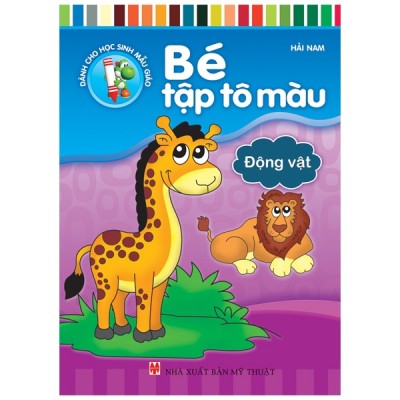 DÀNH CHO HỌC SINH MẪU GIÁO
HẢI NAM
Bé
tập tô màu
Động vật
NHÀ XUẤT BẢN MỸ THUẬT